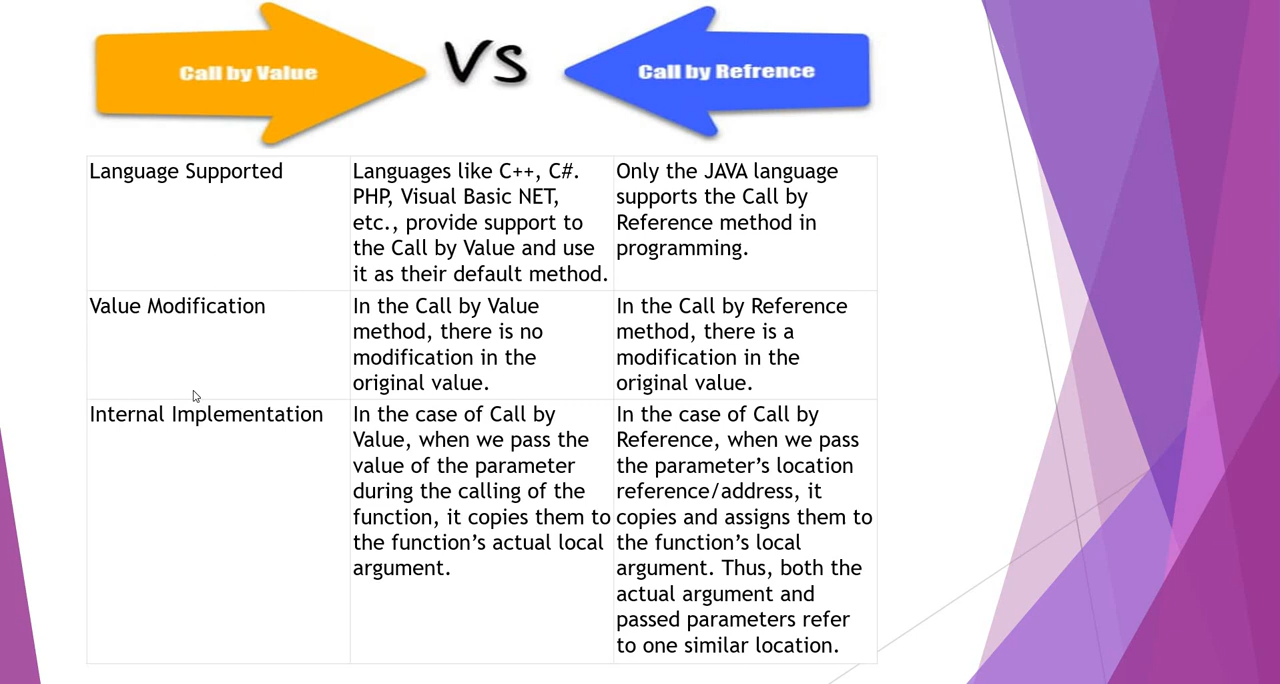 Call by Value
VS
Call by Refrence
Language Supported
Languages like C++, C#.
PHP, Visual Basic NET,
etc., provide support to
the Call by Value and use
it as their default method.
Only the JAVA language
supports the Call by
Reference method in
programming.
Value Modification
In the Call by Value
method, there is no
modification in the
original value.
In the Call by Reference
method, there is a
modification in the
original value.
Internal Implementation
In the case of Call by
Value, when we pass the
value of the parameter
during the calling of the
function, it copies them to
the function’s actual local
argument.
In the case of Call by
Reference, when we pass
the parameter’s location
reference/address, it
copies and assigns them to
the function’s local
argument. Thus, both the
actual argument and
passed parameters refer
to one similar location.